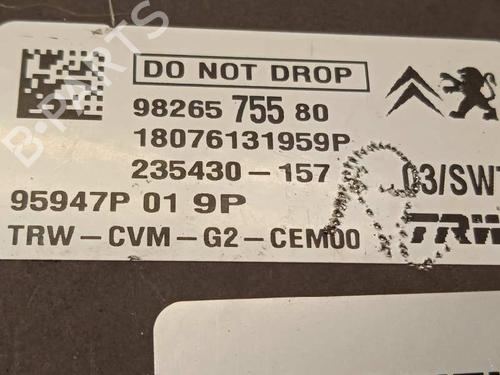 DO NOT DROP
98265 755 80
18076131959P
235430-157
03/SW
95947P 01 9P
TRW-CVM-G2-CEM00
TRW
B-PARTS